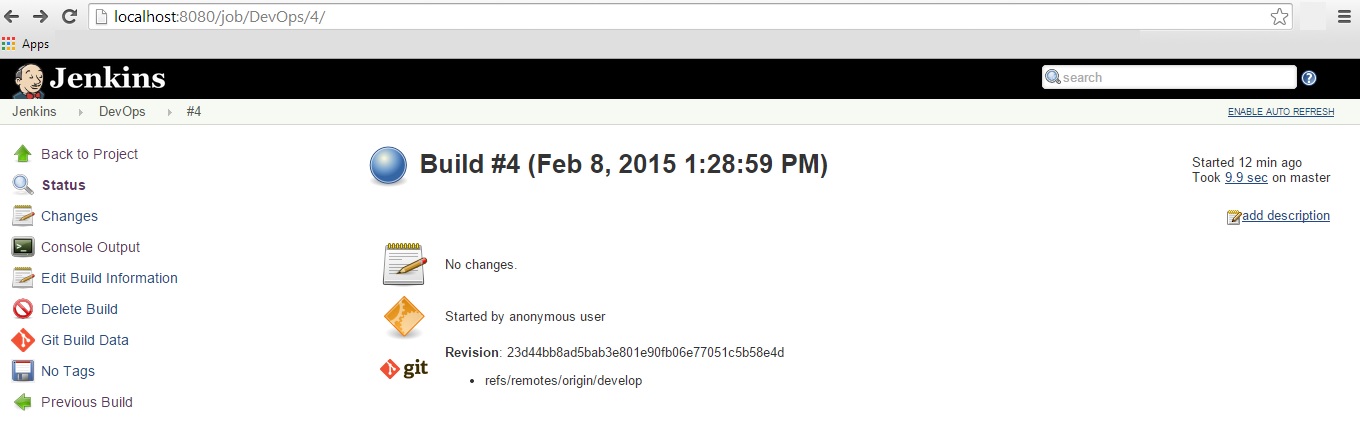 localhost:8080/job/DevOps/4/
Apps
Jenkins
search
Jenkins DevOps #4
ENABLE AUTO REFRESH
Back to Project
Status
Changes
Console Output
Edit Build Information
Delete Build
Git Build Data
No Tags
Previous Build
Build #4 (Feb 8, 2015 1:28:59 PM)
Started 12 min ago
Took 9.9 sec on master
add description
No changes.
Started by anonymous user
git
Revision: 23d44bb8ad5bab3e801e90fb06e77051c5b58e4d
refs/remotes/origin/develop